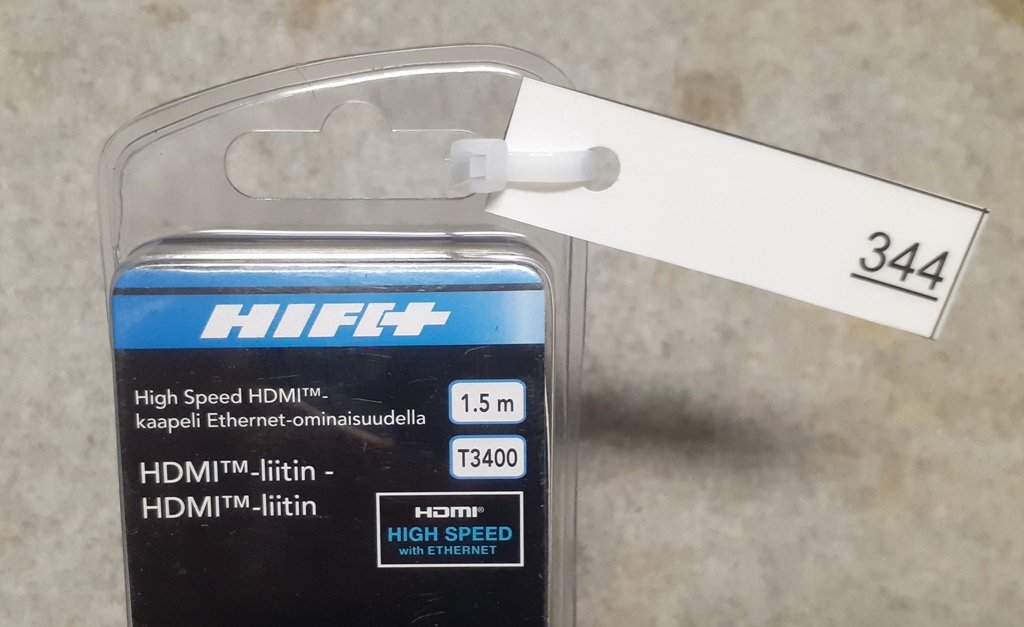 344
HIFI+
High Speed HDMI™-
kaapeli Ethernet-ominaisuudella
1.5 m
T3400
HDMI™-liitin -
HDMI™-liitin
HDMI®
HIGH SPEED
with ETHERNET